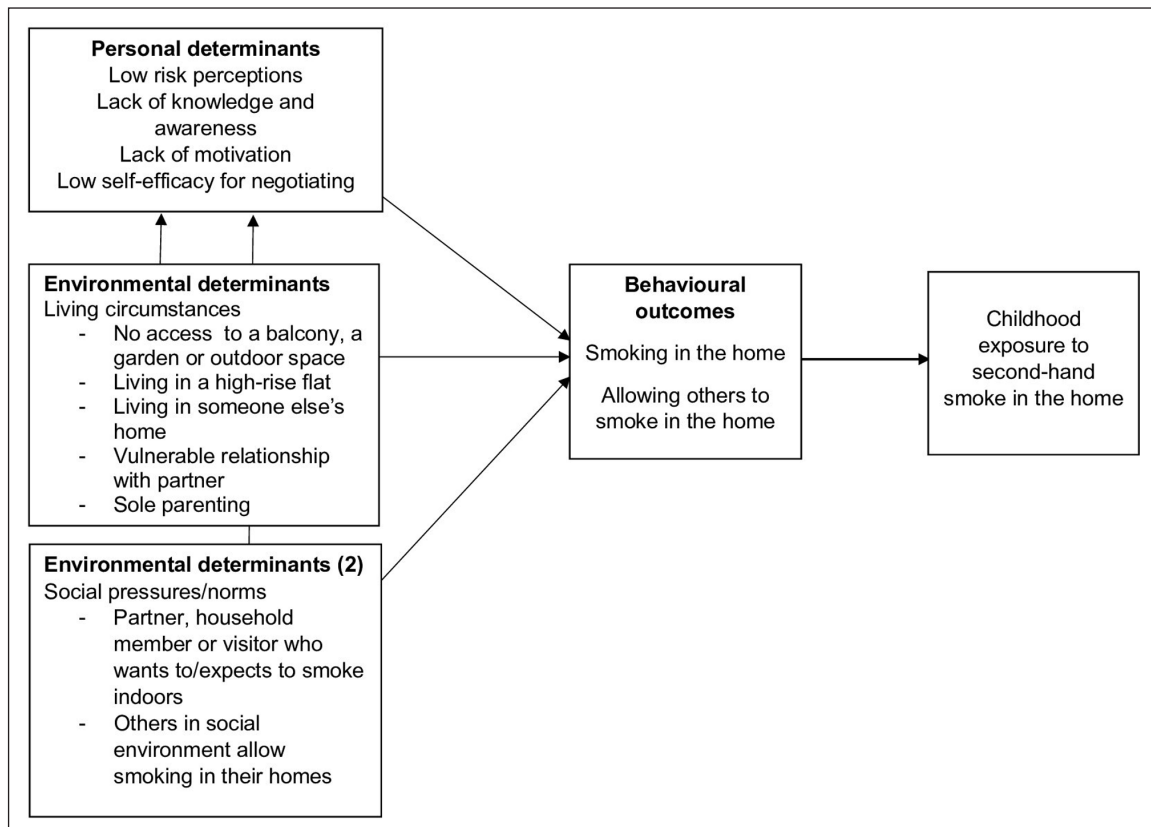 Personal determinants
Low risk perceptions
Lack of knowledge and
awareness
Lack of motivation
Low self-efficacy for negotiating
Environmental determinants
Living circumstances
- No access to a balcony, a
garden or outdoor space
- Living in a high-rise flat
- Living in someone else's
home
- Vulnerable relationship
with partner
- Sole parenting
Environmental determinants (2)
Social pressures/norms
- Partner, household
member or visitor who
wants to/expects to smoke
indoors
- Others in social
environment allow
smoking in their homes
Behavioural
outcomes
Smoking in the home
Allowing others to
smoke in the home
Childhood
exposure to
second-hand
smoke in the home